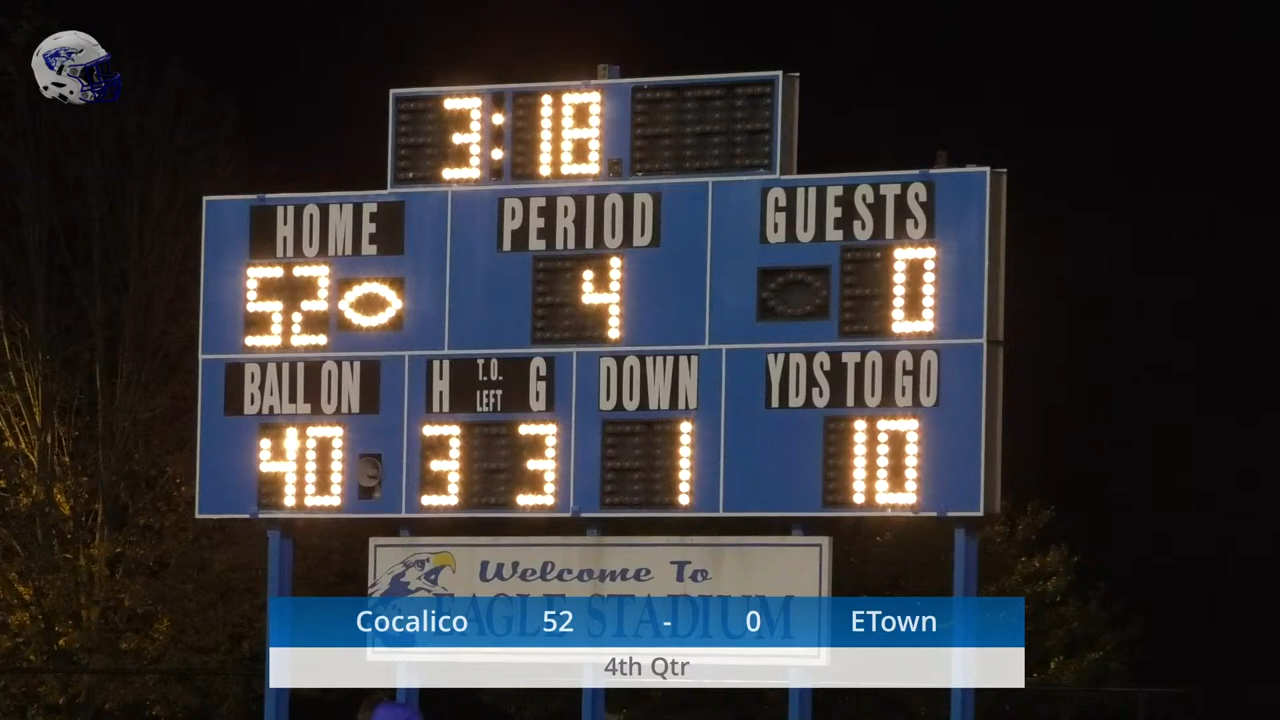 3:18
HOME PERIOD GUESTS
52 4 0
BALL ON H T.O. LEFT G DOWN YDS TO GO
40 3 3 1 10
Welcome To
EAGLE STADIUM
Cocalico 52 - 0 ETown
4th Qtr